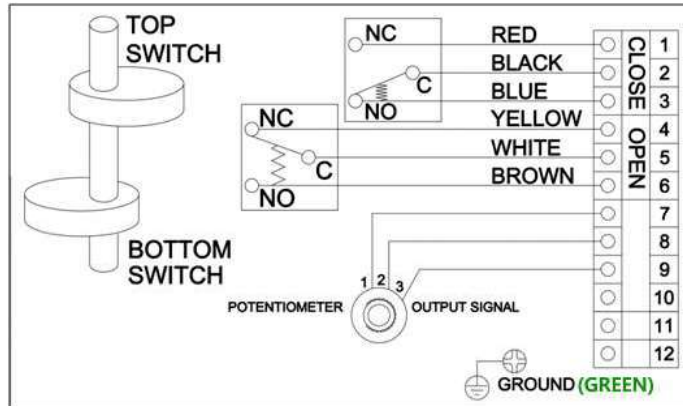 TOP
SWITCH
BOTTOM
SWITCH
NC
C
NO
NC
C
NO
RED
BLACK
BLUE
YELLOW
WHITE
BROWN
CLOSE
OPEN
1
2
3
4
5
6
7
8
9
10
11
12
1 2 3
POTENTIOMETER OUTPUT SIGNAL
GROUND(GREEN)